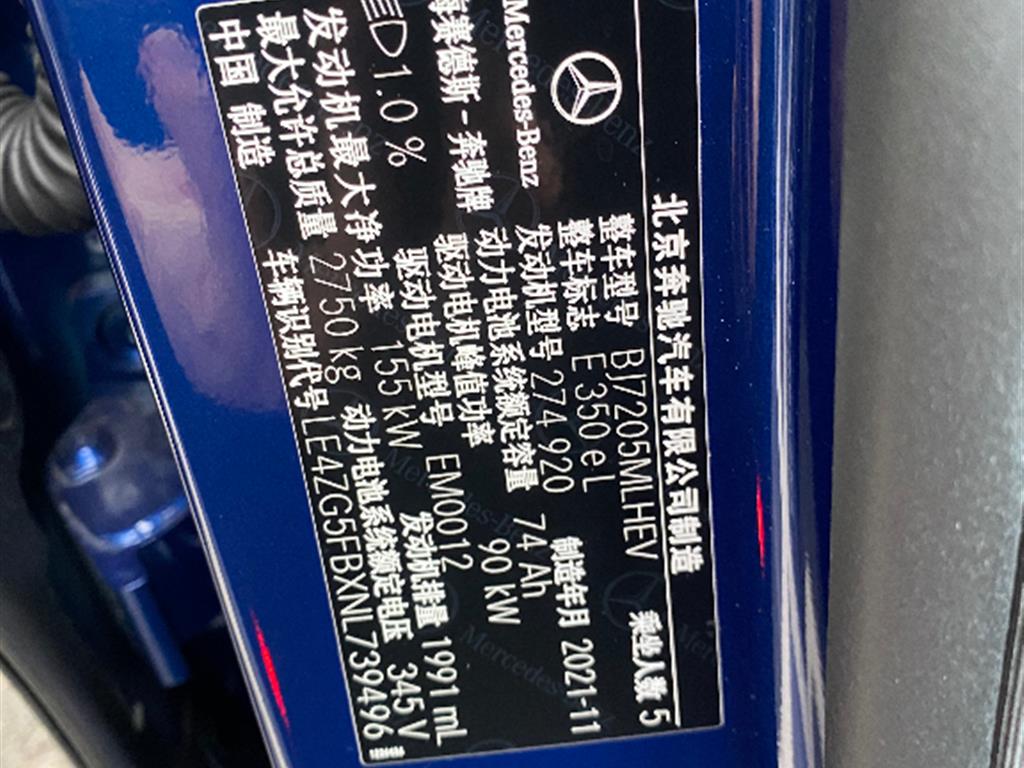 北京奔驰汽车有限公司制造
整车型号 BJ7205MLHEV 乘坐人数 5
整车标志 E 350 e L
发动机型号 274 920 制造年月 2021-11
动力电池系统额定容量 74 Ah
驱动电机峰值功率 90 kW
驱动电机型号 EM0012 发动机排量 1991 mL
发动机最大净功率 155 kW 动力电池系统额定电压 345 V
最大允许总质量 2750 kg
车辆识别代号 LE4ZG5FBXNL739496
中国 制造
Mercedes-Benz
梅赛德斯-奔驰牌
1.0%